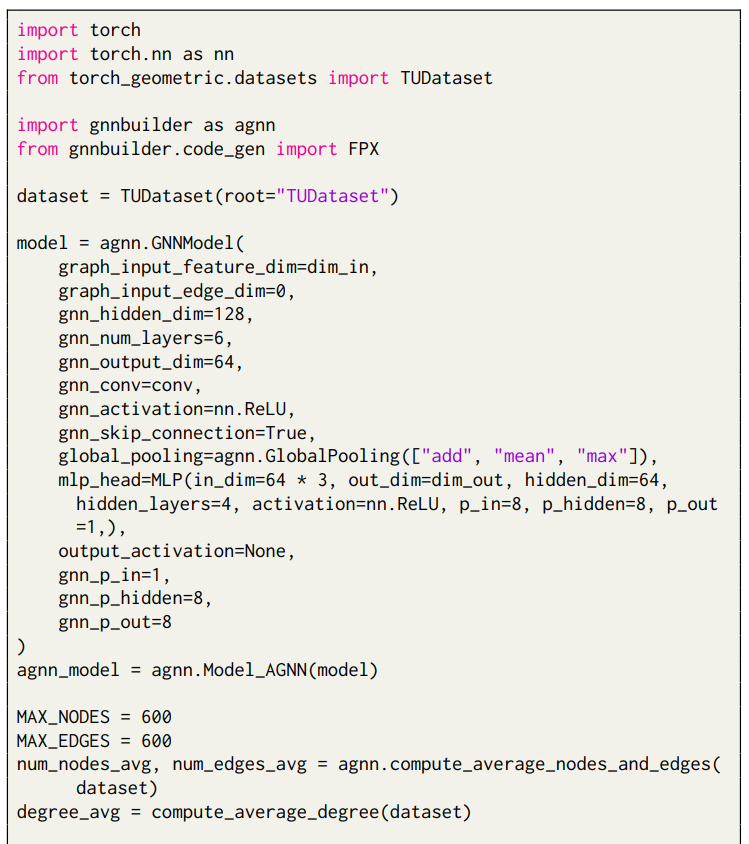 import torch
import torch.nn as nn
from torch_geometric.datasets import TUDataset

import gnnbuilder as agnn
from gnnbuilder.code_gen import FPX

dataset = TUDataset(root="TUDataset")

model = agnn.GNNModel(
    graph_input_feature_dim=dim_in,
    graph_input_edge_dim=0,
    gnn_hidden_dim=128,
    gnn_num_layers=6,
    gnn_output_dim=64,
    gnn_conv=conv,
    gnn_activation=nn.ReLU,
    gnn_skip_connection=True,
    global_pooling=agnn.GlobalPooling(["add", "mean", "max"]),
    mlp_head=MLP(in_dim=64 * 3, out_dim=dim_out, hidden_dim=64,
      hidden_layers=4, activation=nn.ReLU, p_in=8, p_hidden=8, p_out
      =1,),
    output_activation=None,
    gnn_p_in=1,
    gnn_p_hidden=8,
    gnn_p_out=8
)
agnn_model = agnn.Model_AGNN(model)

MAX_NODES = 600
MAX_EDGES = 600
num_nodes_avg, num_edges_avg = agnn.compute_average_nodes_and_edges(
      dataset)
degree_avg = compute_average_degree(dataset)